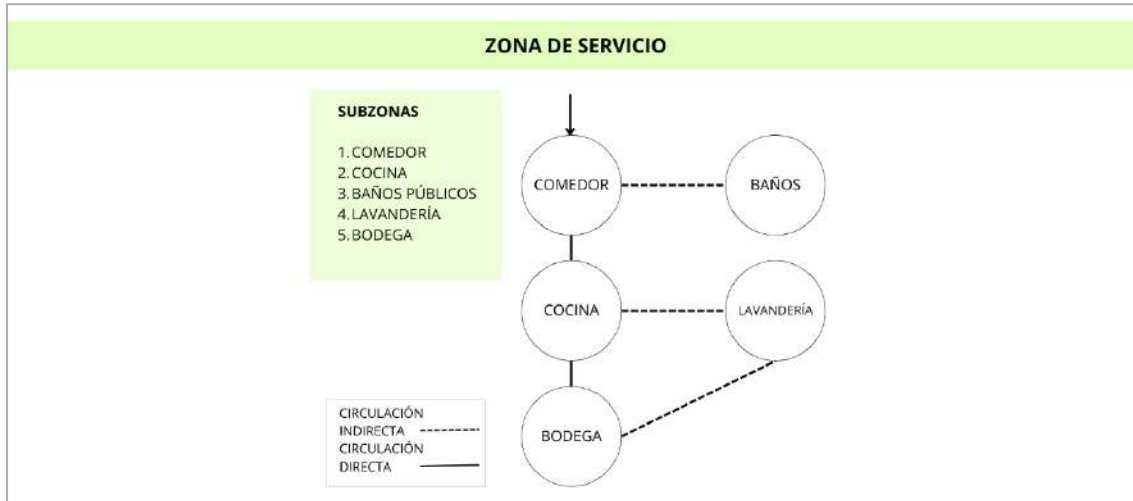 ZONA DE SERVICIO
SUBZONAS
1. COMEDOR
2. COCINA
3. BAÑOS PÚBLICOS
4. LAVANDERÍA
5. BODEGA
COMEDOR
BAÑOS
COCINA
LAVANDERÍA
BODEGA
CIRCULACIÓN
INDIRECTA
CIRCULACIÓN
DIRECTA